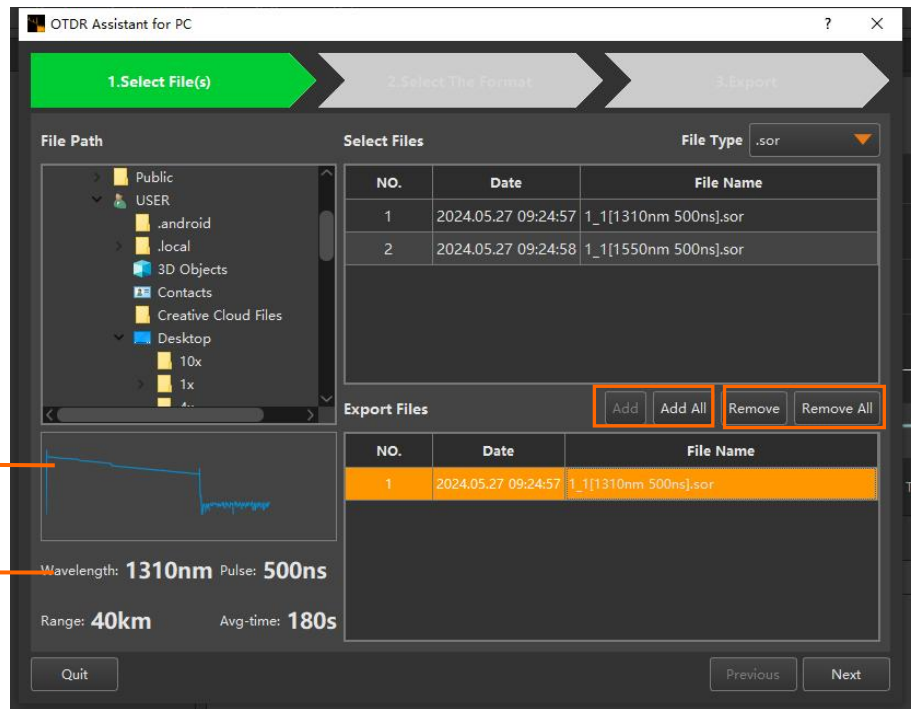 OTDR Assistant for PC
? ×
1.Select File(s) 2.Select The Format 3.Export
File Path
Public
USER
.android
.local
3D Objects
Contacts
Creative Cloud Files
Desktop
10x
1x
Select Files File Type .sor
NO. Date File Name
1 2024.05.27 09:24:57 1_1[1310nm 500ns].sor
2 2024.05.27 09:24:58 1_1[1550nm 500ns].sor
Export Files Add Add All Remove Remove All
NO. Date File Name
1 2024.05.27 09:24:57 1_1[1310nm 500ns].sor
Wavelength: 1310nm Pulse: 500ns
Range: 40km Avg-time: 180s
Quit Previous Next
T